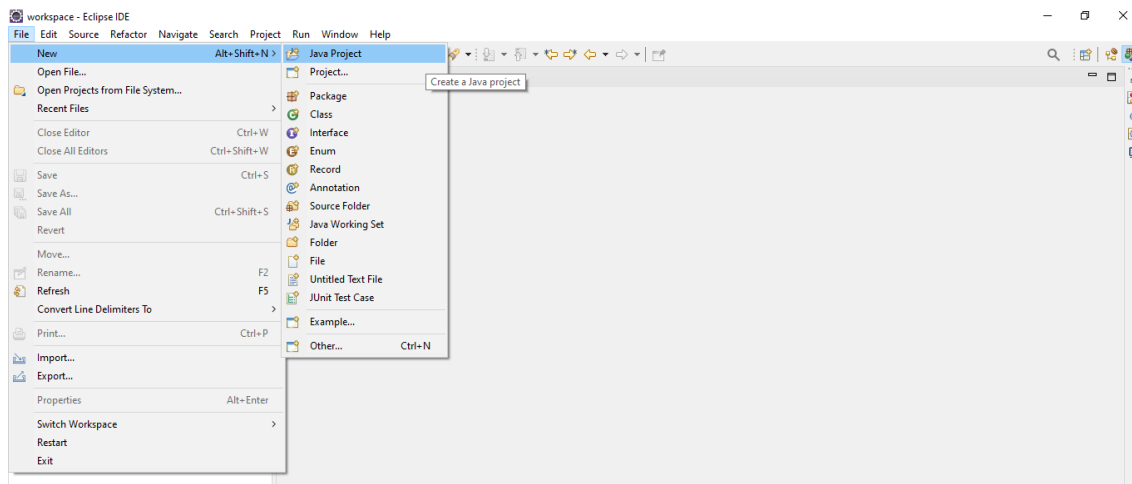 workspace - Eclipse IDE
File Edit Source Refactor Navigate Search Project Run Window Help
New Alt+Shift+N >
Open File...
Open Projects from File System...
Recent Files >
Close Editor Ctrl+W
Close All Editors Ctrl+Shift+W
Save Ctrl+S
Save As...
Save All Ctrl+Shift+S
Revert
Move...
Rename... F2
Refresh F5
Convert Line Delimiters To >
Print... Ctrl+P
Import...
Export...
Properties Alt+Enter
Switch Workspace >
Restart
Exit
Java Project
Project...
Create a Java project
Package
Class
Interface
Enum
Record
Annotation
Source Folder
Java Working Set
Folder
File
Untitled Text File
JUnit Test Case
Example...
Other... Ctrl+N